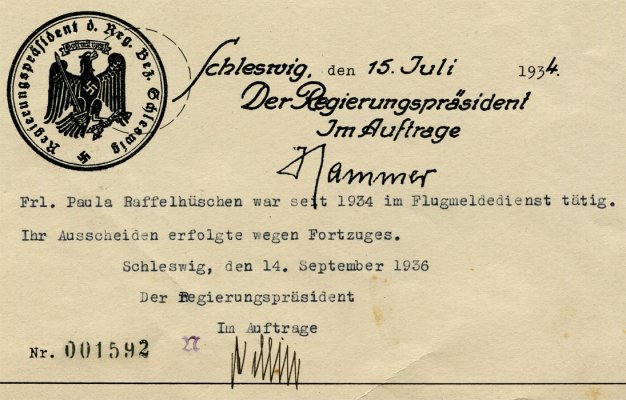 Regierungspräsident d. Reg. Bez. Schleswig
Schleswig, den 15. Juli 1934.
Der Regierungspräsident
Im Auftrage
Hammer
Frl. Paula Raffelhüschen war seit 1934 im Flugmeldedienst tätig.
Ihr Ausscheiden erfolgte wegen Fortzuges.
Schleswig, den 14. September 1936
Der Regierungspräsident
Im Auftrage
Nr. 001592